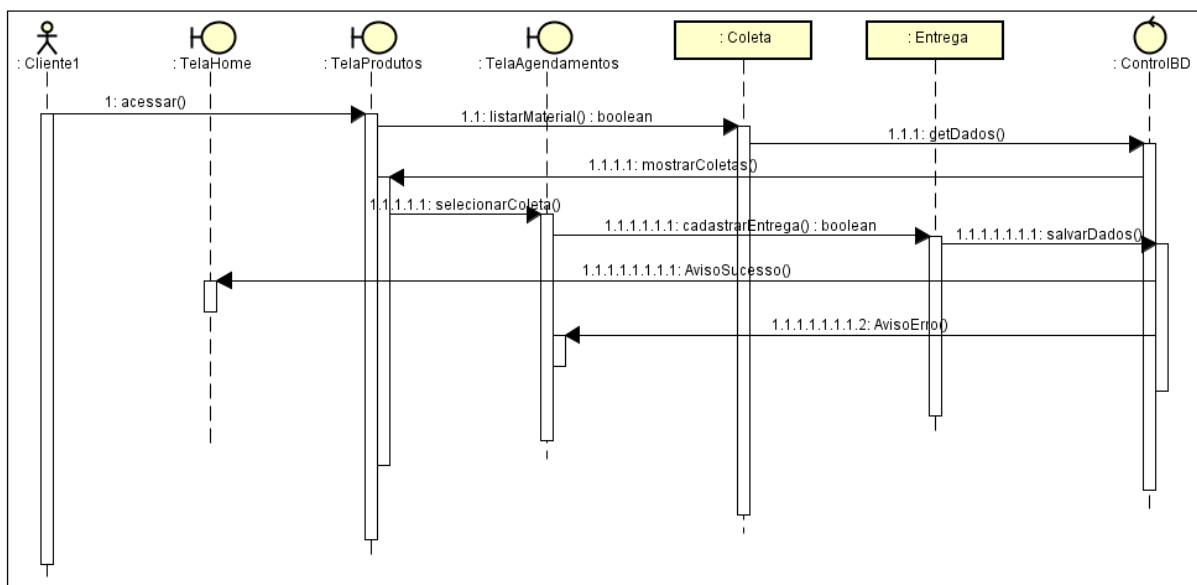 : Cliente1
: TelaHome
: TelaProdutos
: TelaAgendamentos
: Coleta
: Entrega
: ControlBD
1: acessar()
1.1: listarMaterial() : boolean
1.1.1: getDados()
1.1.1.1: mostrarColetas()
1.1.1.1.1: selecionarColeta()
1.1.1.1.1.1: cadastrarEntrega() : boolean
1.1.1.1.1.1.1: salvarDados()
1.1.1.1.1.1.1.1: AvisoSucesso()
1.1.1.1.1.1.1.2: AvisoErro()